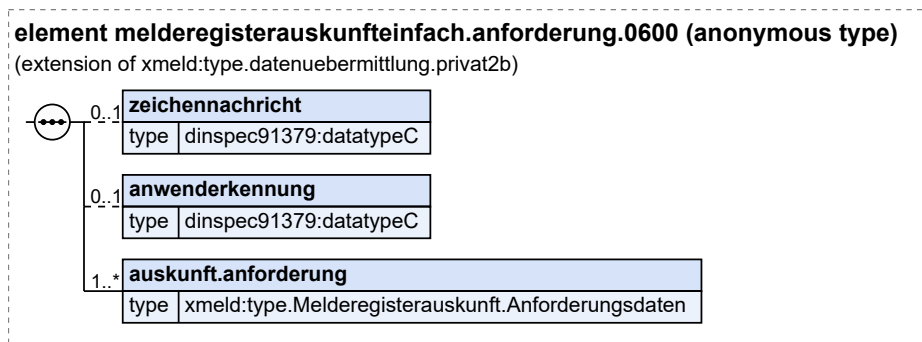 element melderegisterauskunfteinfach.anforderung.0600 (anonymous type)
(extension of xmeld:type.datenuebermittlung.privat2b)
0..1 zeichennachricht
type dinspec91379:datatypeC
0..1 anwenderkennung
type dinspec91379:datatypeC
1..* auskunft.anforderung
type xmeld:type.Melderegisterauskunft.Anforderungsdaten